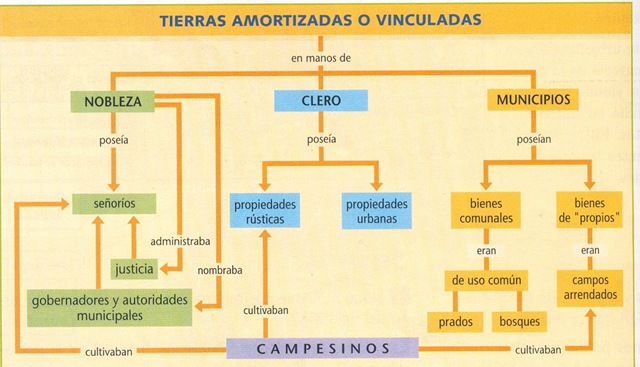 TIERRAS AMORTIZADAS O VINCULADAS
en manos de
NOBLEZA
CLERO
MUNICIPIOS
poseía
poseía
poseían
señoríos
propiedades
rústicas
propiedades
urbanas
bienes
comunales
bienes
de "propios"
administraba
justicia
nombraba
eran
eran
gobernadores y autoridades
municipales
de uso común
campos
arrendados
cultivaban
prados
bosques
cultivaban
CAMPESINOS
cultivaban